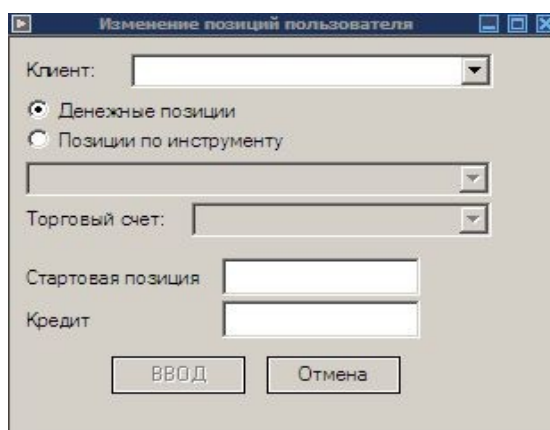 Изменение позиций пользователя
Клиент:
Денежные позиции
Позиции по инструменту
Торговый счет:
Стартовая позиция
Кредит
ВВОД Отмена